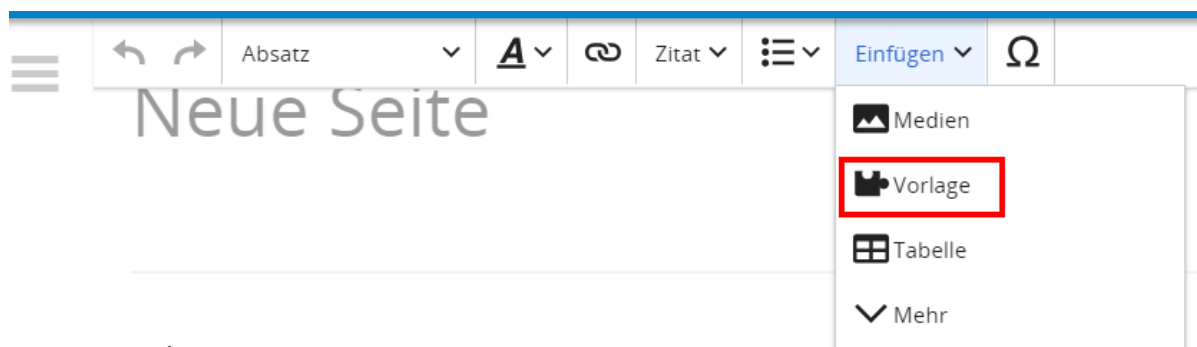 Absatz A Zitat Einfügen Ω
Neue Seite
Medien
Vorlage
Tabelle
Mehr